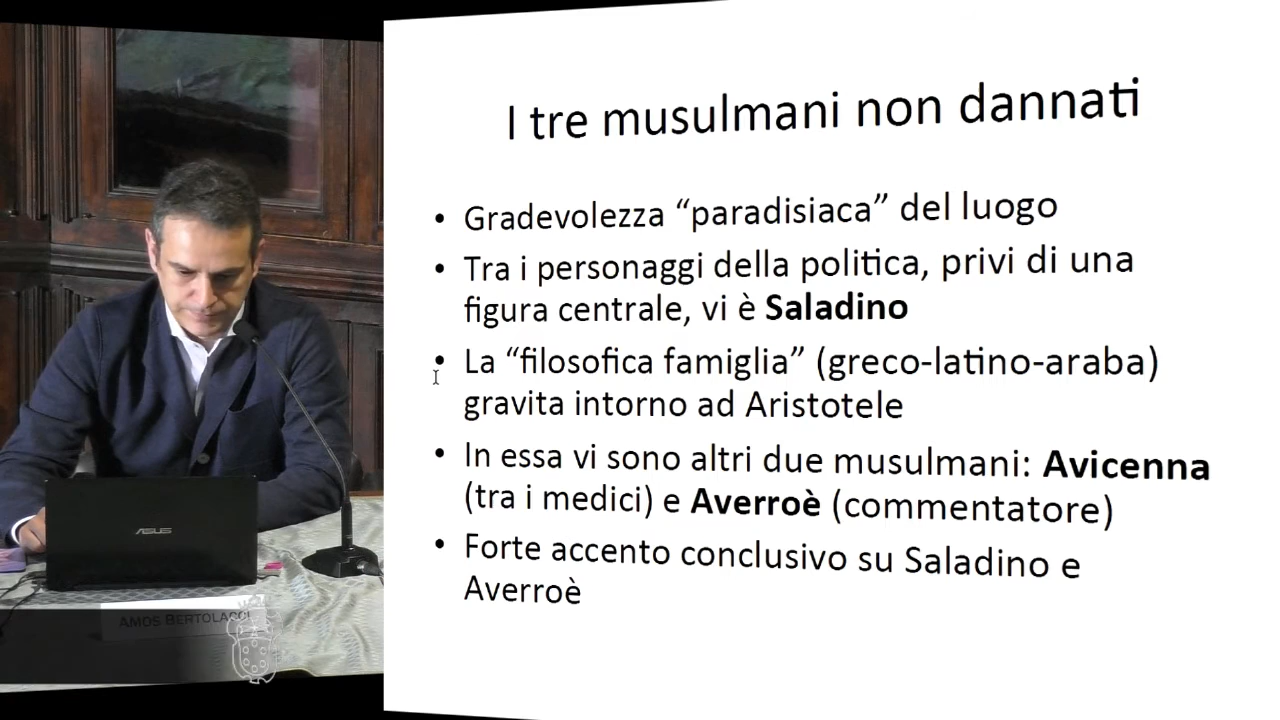 I tre musulmani non dannati
• Gradevolezza “paradisiaca” del luogo
• Tra i personaggi della politica, privi di una
figura centrale, vi è Saladino
• La “filosofica famiglia” (greco-latino-araba)
gravita intorno ad Aristotele
• In essa vi sono altri due musulmani: Avicenna
(tra i medici) e Averroè (commentatore)
• Forte accento conclusivo su Saladino e
Averroè
ASUS
AMOS BERTOLACCI